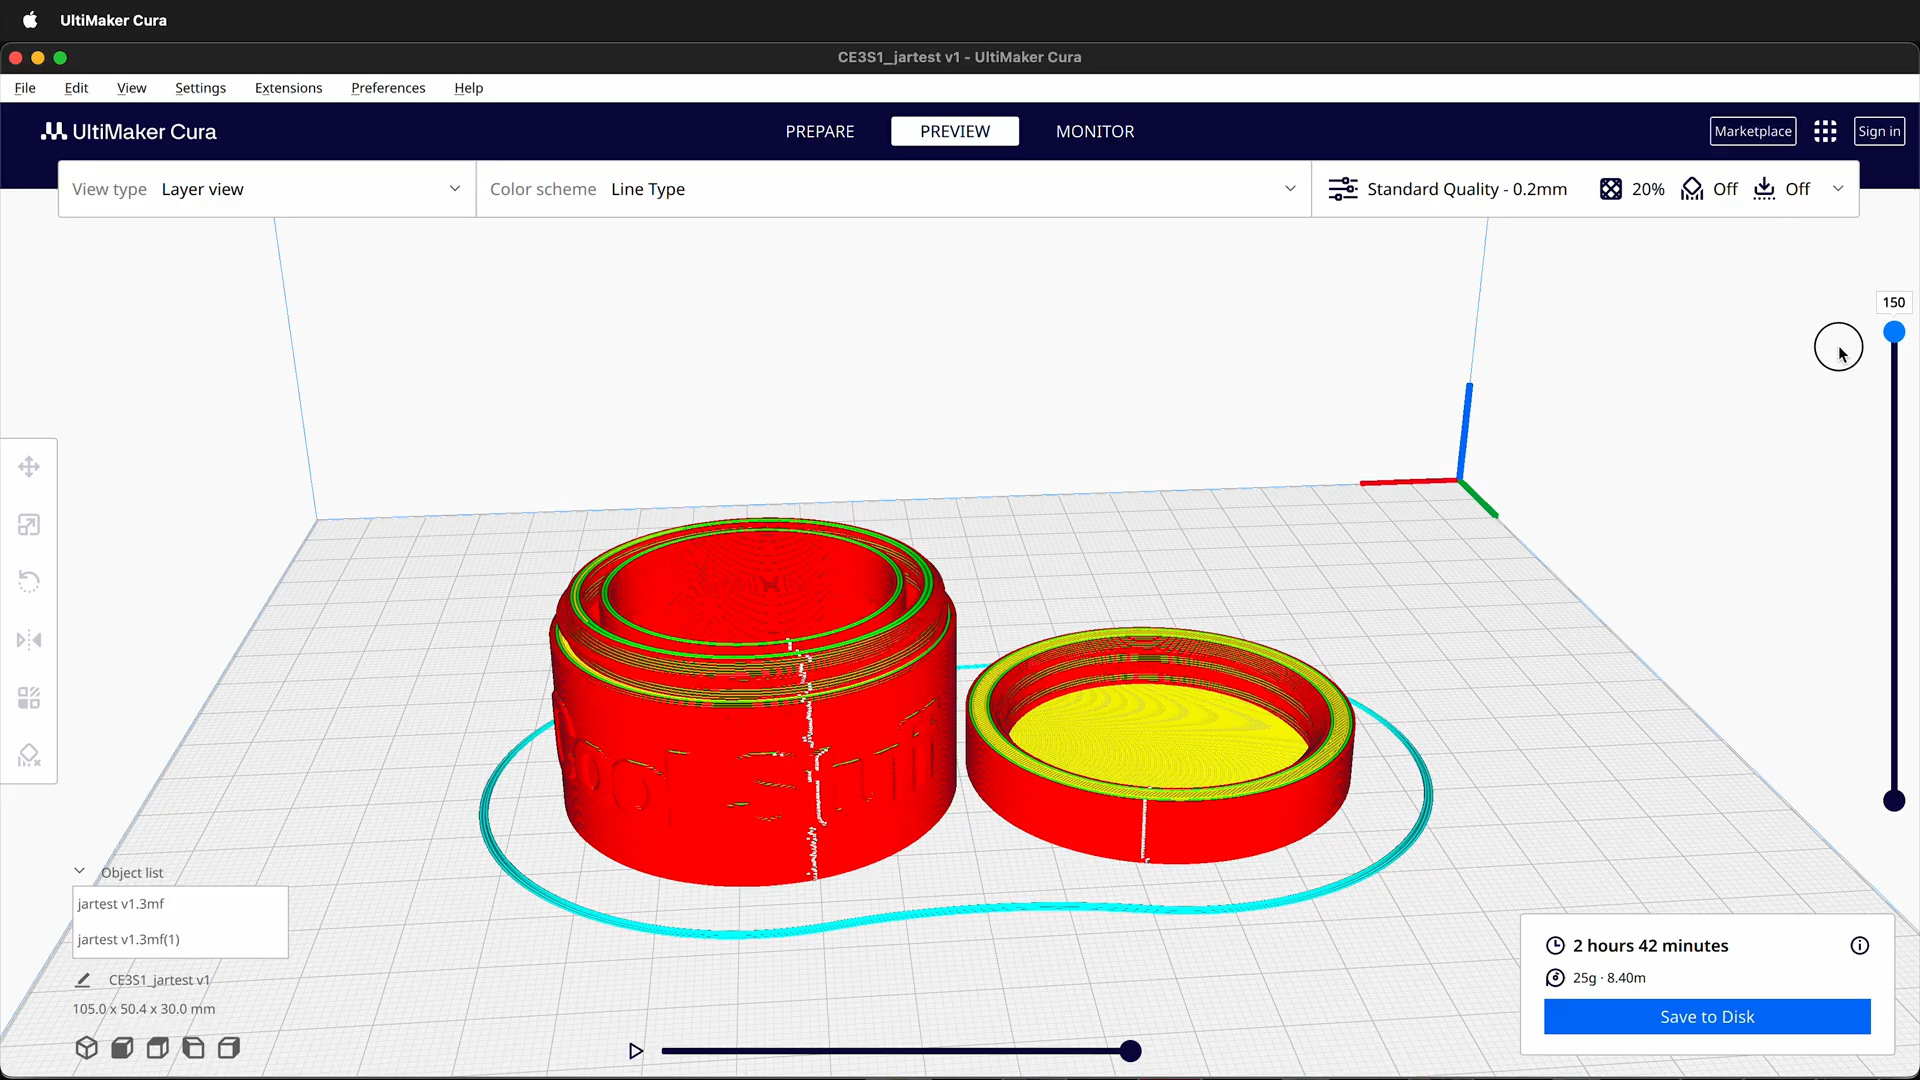 UltiMaker Cura
CE3S1_jartest v1 - UltiMaker Cura
File Edit View Settings Extensions Preferences Help
UltiMaker Cura PREPARE PREVIEW MONITOR Marketplace Sign in
View type Layer view Color scheme Line Type Standard Quality - 0.2mm 20% Off Off
150
Cool Stuff
Object list
jartest v1.3mf
jartest v1.3mf(1)
CE3S1_jartest v1
105.0 x 50.4 x 30.0 mm
2 hours 42 minutes
25g · 8.40m
Save to Disk